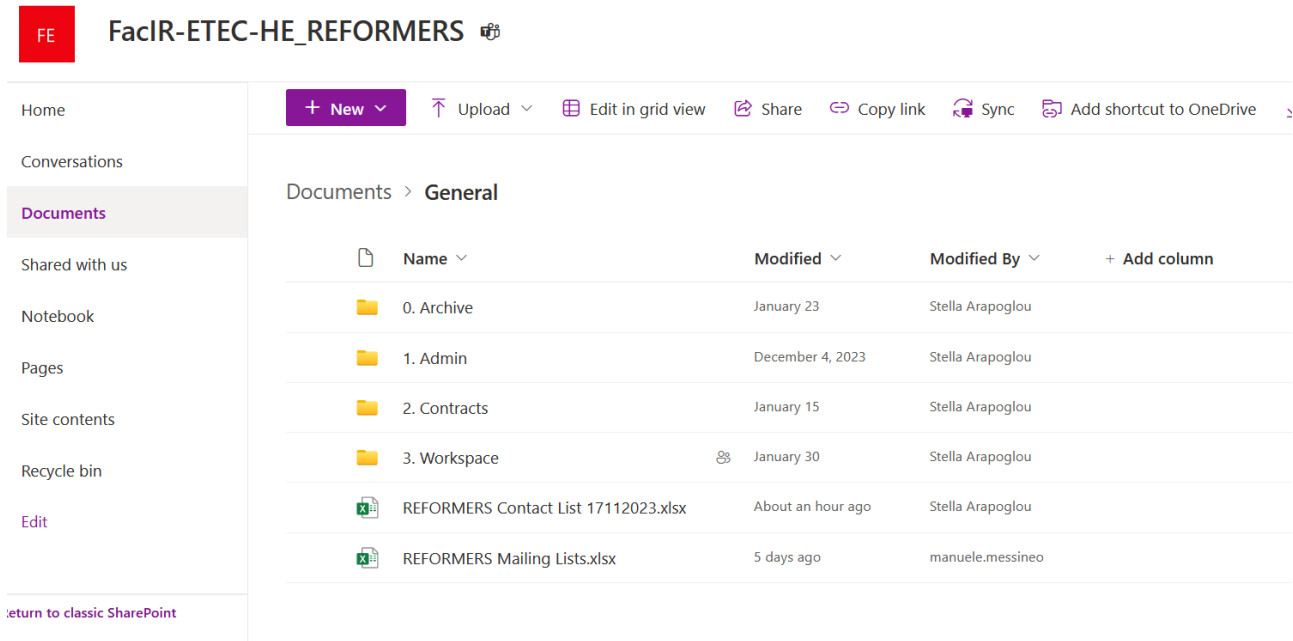 FE
FacIR-ETEC-HE_REFORMERS
Home
Conversations
Documents
Shared with us
Notebook
Pages
Site contents
Recycle bin
Edit
eturn to classic SharePoint
+ New
Upload
Edit in grid view
Share
Copy link
Sync
Add shortcut to OneDrive
Documents > General
Name Modified Modified By + Add column
0. Archive January 23 Stella Arapoglou
1. Admin December 4, 2023 Stella Arapoglou
2. Contracts January 15 Stella Arapoglou
3. Workspace January 30 Stella Arapoglou
REFORMERS Contact List 17112023.xlsx About an hour ago Stella Arapoglou
REFORMERS Mailing Lists.xlsx 5 days ago manuele.messineo